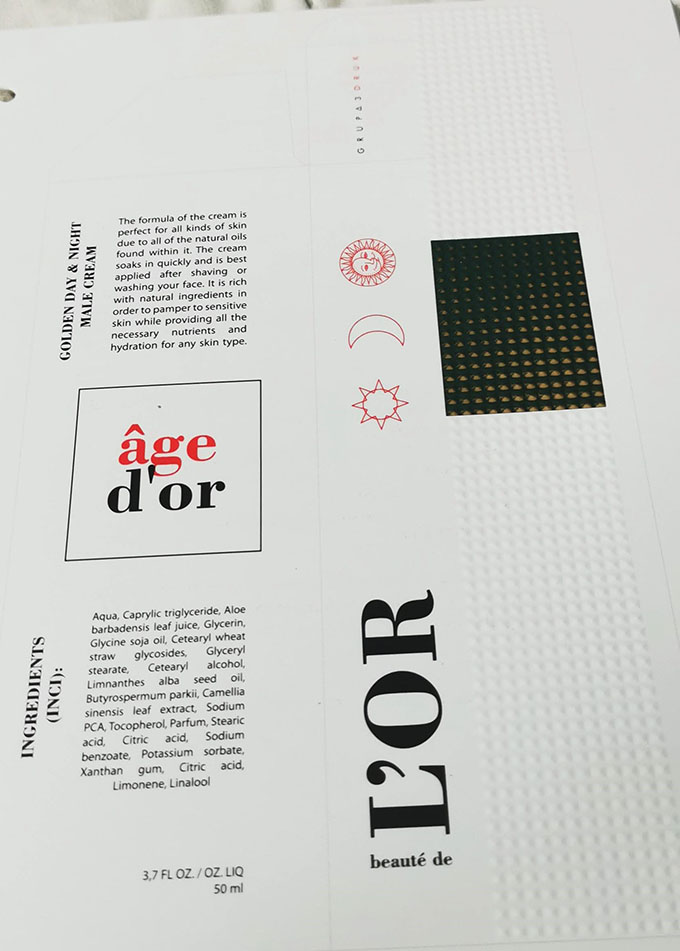 GRUPA3DRUK
GOLDEN DAY & NIGHT
MALE CREAM
The formula of the cream is
perfect for all kinds of skin
due to all of the natural oils
found within it. The cream
soaks in quickly and is best
applied after shaving or
washing your face. It is rich
with natural ingredients in
order to pamper to sensitive
skin while providing all the
necessary nutrients and
hydration for any skin type.
âge
d'or
INGREDIENTS
(INCI):
Aqua, Caprylic triglyceride, Aloe
barbadensis leaf juice, Glycerin,
Glycine soja oil, Cetearyl wheat
straw glycosides, Glyceryl
stearate, Cetearyl alcohol,
Limnanthes alba seed oil,
Butyrospermum parkii, Camellia
sinensis leaf extract, Sodium
PCA, Tocopherol, Parfum, Stearic
acid, Citric acid, Sodium
benzoate, Potassium sorbate,
Xanthan gum, Citric acid,
Limonene, Linalool
3,7 FL OZ. / OZ. LIQ
50 ml
L'OR
beauté de